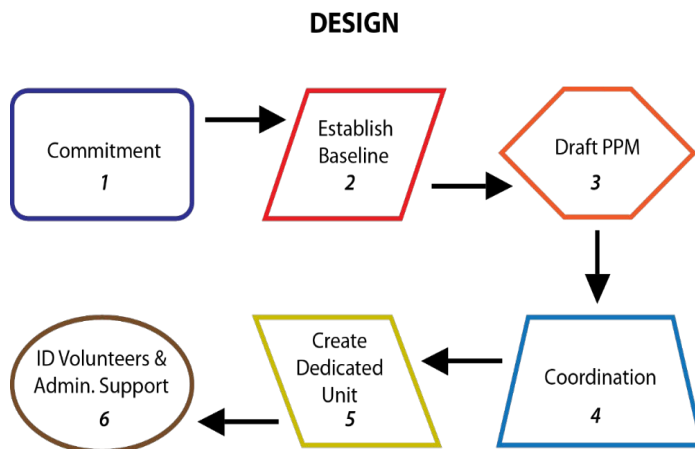 DESIGN
Commitment
1
Establish
Baseline
2
Draft PPM
3
Coordination
4
Create
Dedicated
Unit
5
ID Volunteers &
Admin. Support
6